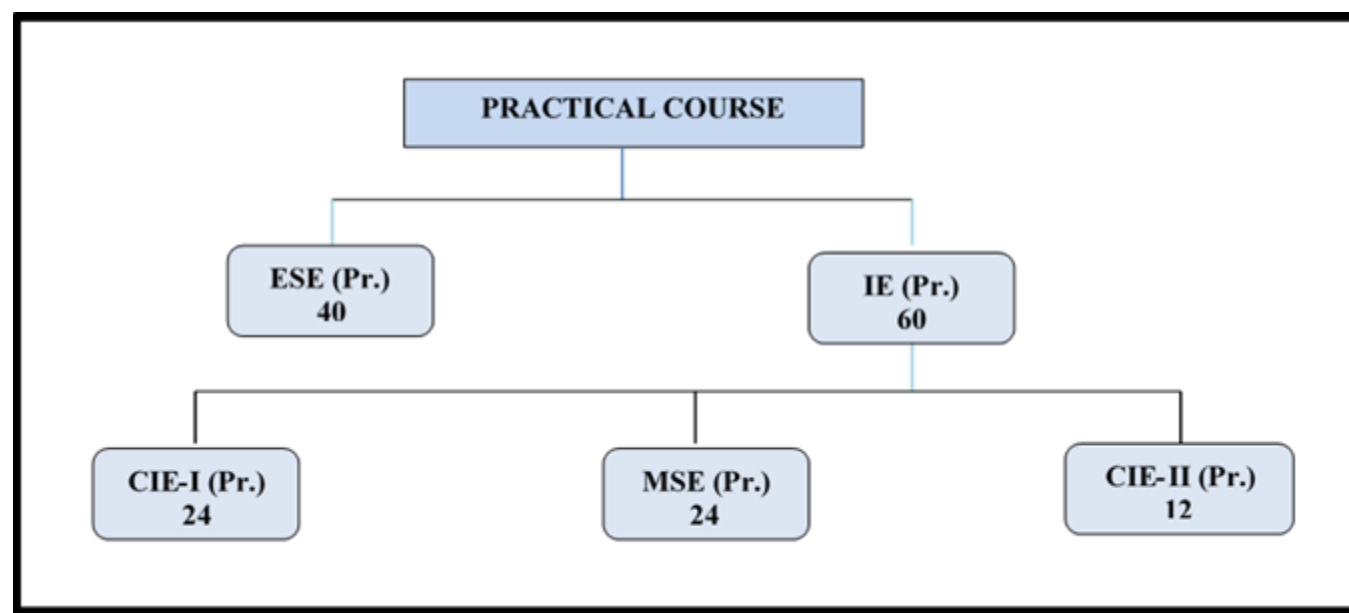 PRACTICAL COURSE
ESE (Pr.)
40
IE (Pr.)
60
CIE-I (Pr.)
24
MSE (Pr.)
24
CIE-II (Pr.)
12